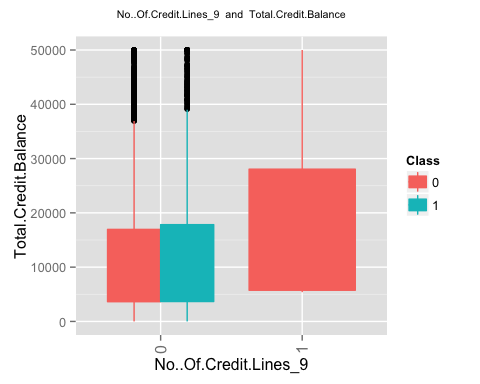 No..Of.Credit.Lines_9 and Total.Credit.Balance
50000
40000
30000
20000
10000
0
Total.Credit.Balance
0
1
No..Of.Credit.Lines_9
Class
0
1